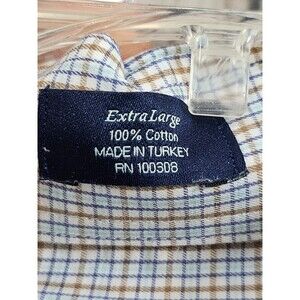 Extra Large
100% Cotton
MADE IN TURKEY
RN 100308